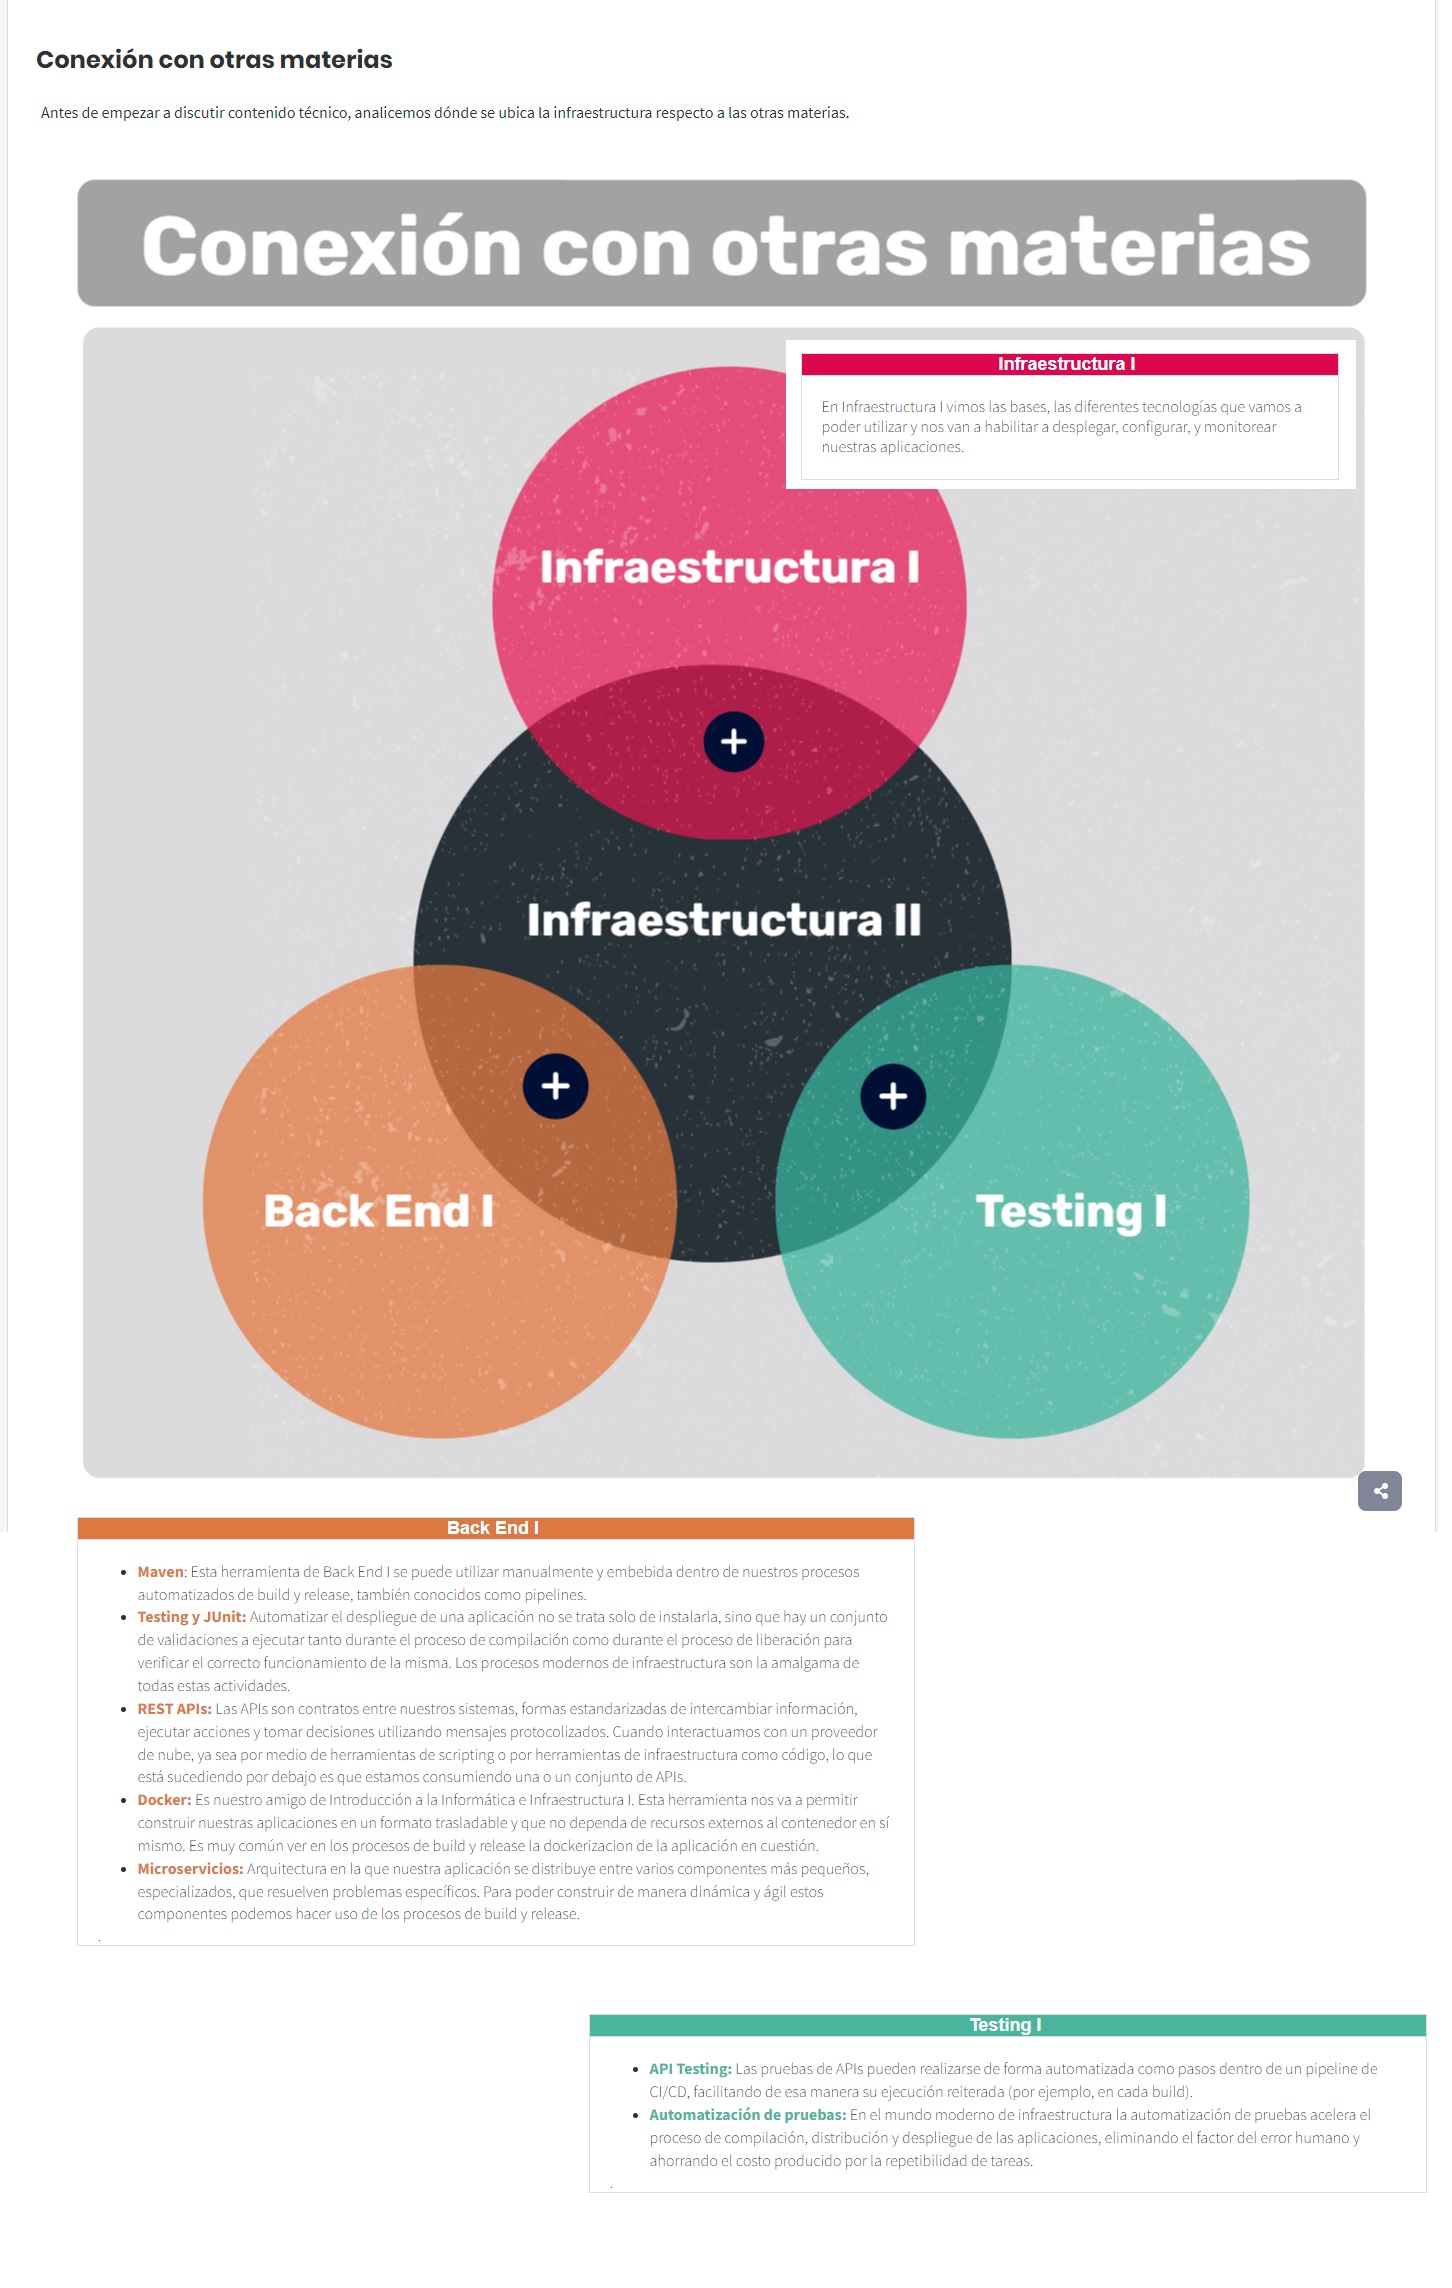 Conexión con otras materias
Antes de empezar a discutir contenido técnico, analicemos dónde se ubica la infraestructura respecto a las otras materias.
Conexión con otras materias
Infraestructura I
En Infraestructura I vimos las bases, las diferentes tecnologías que vamos a
poder utilizar y nos van a habilitar a desplegar, configurar, y monitorear
nuestras aplicaciones.
Infraestructura I
Infraestructura II
Back End I
Testing I
Back End I
• Maven: Esta herramienta de Back End I se puede utilizar manualmente y embebida dentro de nuestros procesos
automatizados de build y release, también conocidos como pipelines.
• Testing y JUnit: Automatizar el despliegue de una aplicación no se trata solo de instalarla, sino que hay un conjunto
de validaciones a ejecutar tanto durante el proceso de compilación como durante el proceso de liberación para
verificar el correcto funcionamiento de la misma. Los procesos modernos de infraestructura son la amalgama de
todas estas actividades.
• REST APIs: Las APIs son contratos entre nuestros sistemas, formas estandarizadas de intercambiar información,
ejecutar acciones y tomar decisiones utilizando mensajes protocolizados. Cuando interactuamos con un proveedor
de nube, ya sea por medio de herramientas de scripting o por herramientas de infraestructura como código, lo que
está sucediendo por debajo es que estamos consumiendo una o un conjunto de APIs.
• Docker: Es nuestro amigo de Introducción a la Informática e Infraestructura I. Esta herramienta nos va a permitir
construir nuestras aplicaciones en un formato trasladable y que no dependa de recursos externos al contenedor en sí
mismo. Es muy común ver en los procesos de build y release la dockerizacion de la aplicación en cuestión.
• Microservicios: Arquitectura en la que nuestra aplicación se distribuye entre varios componentes más pequeños,
especializados, que resuelven problemas específicos. Para poder construir de manera dinámica y ágil estos
componentes podemos hacer uso de los procesos de build y release.
.
Testing I
• API Testing: Las pruebas de APIs pueden realizarse de forma automatizada como pasos dentro de un pipeline de
CI/CD, facilitando de esa manera su ejecución reiterada (por ejemplo, en cada build).
• Automatización de pruebas: En el mundo moderno de infraestructura la automatización de pruebas acelera el
proceso de compilación, distribución y despliegue de las aplicaciones, eliminando el factor del error humano y
ahorrando el costo producido por la repetibilidad de tareas.
.